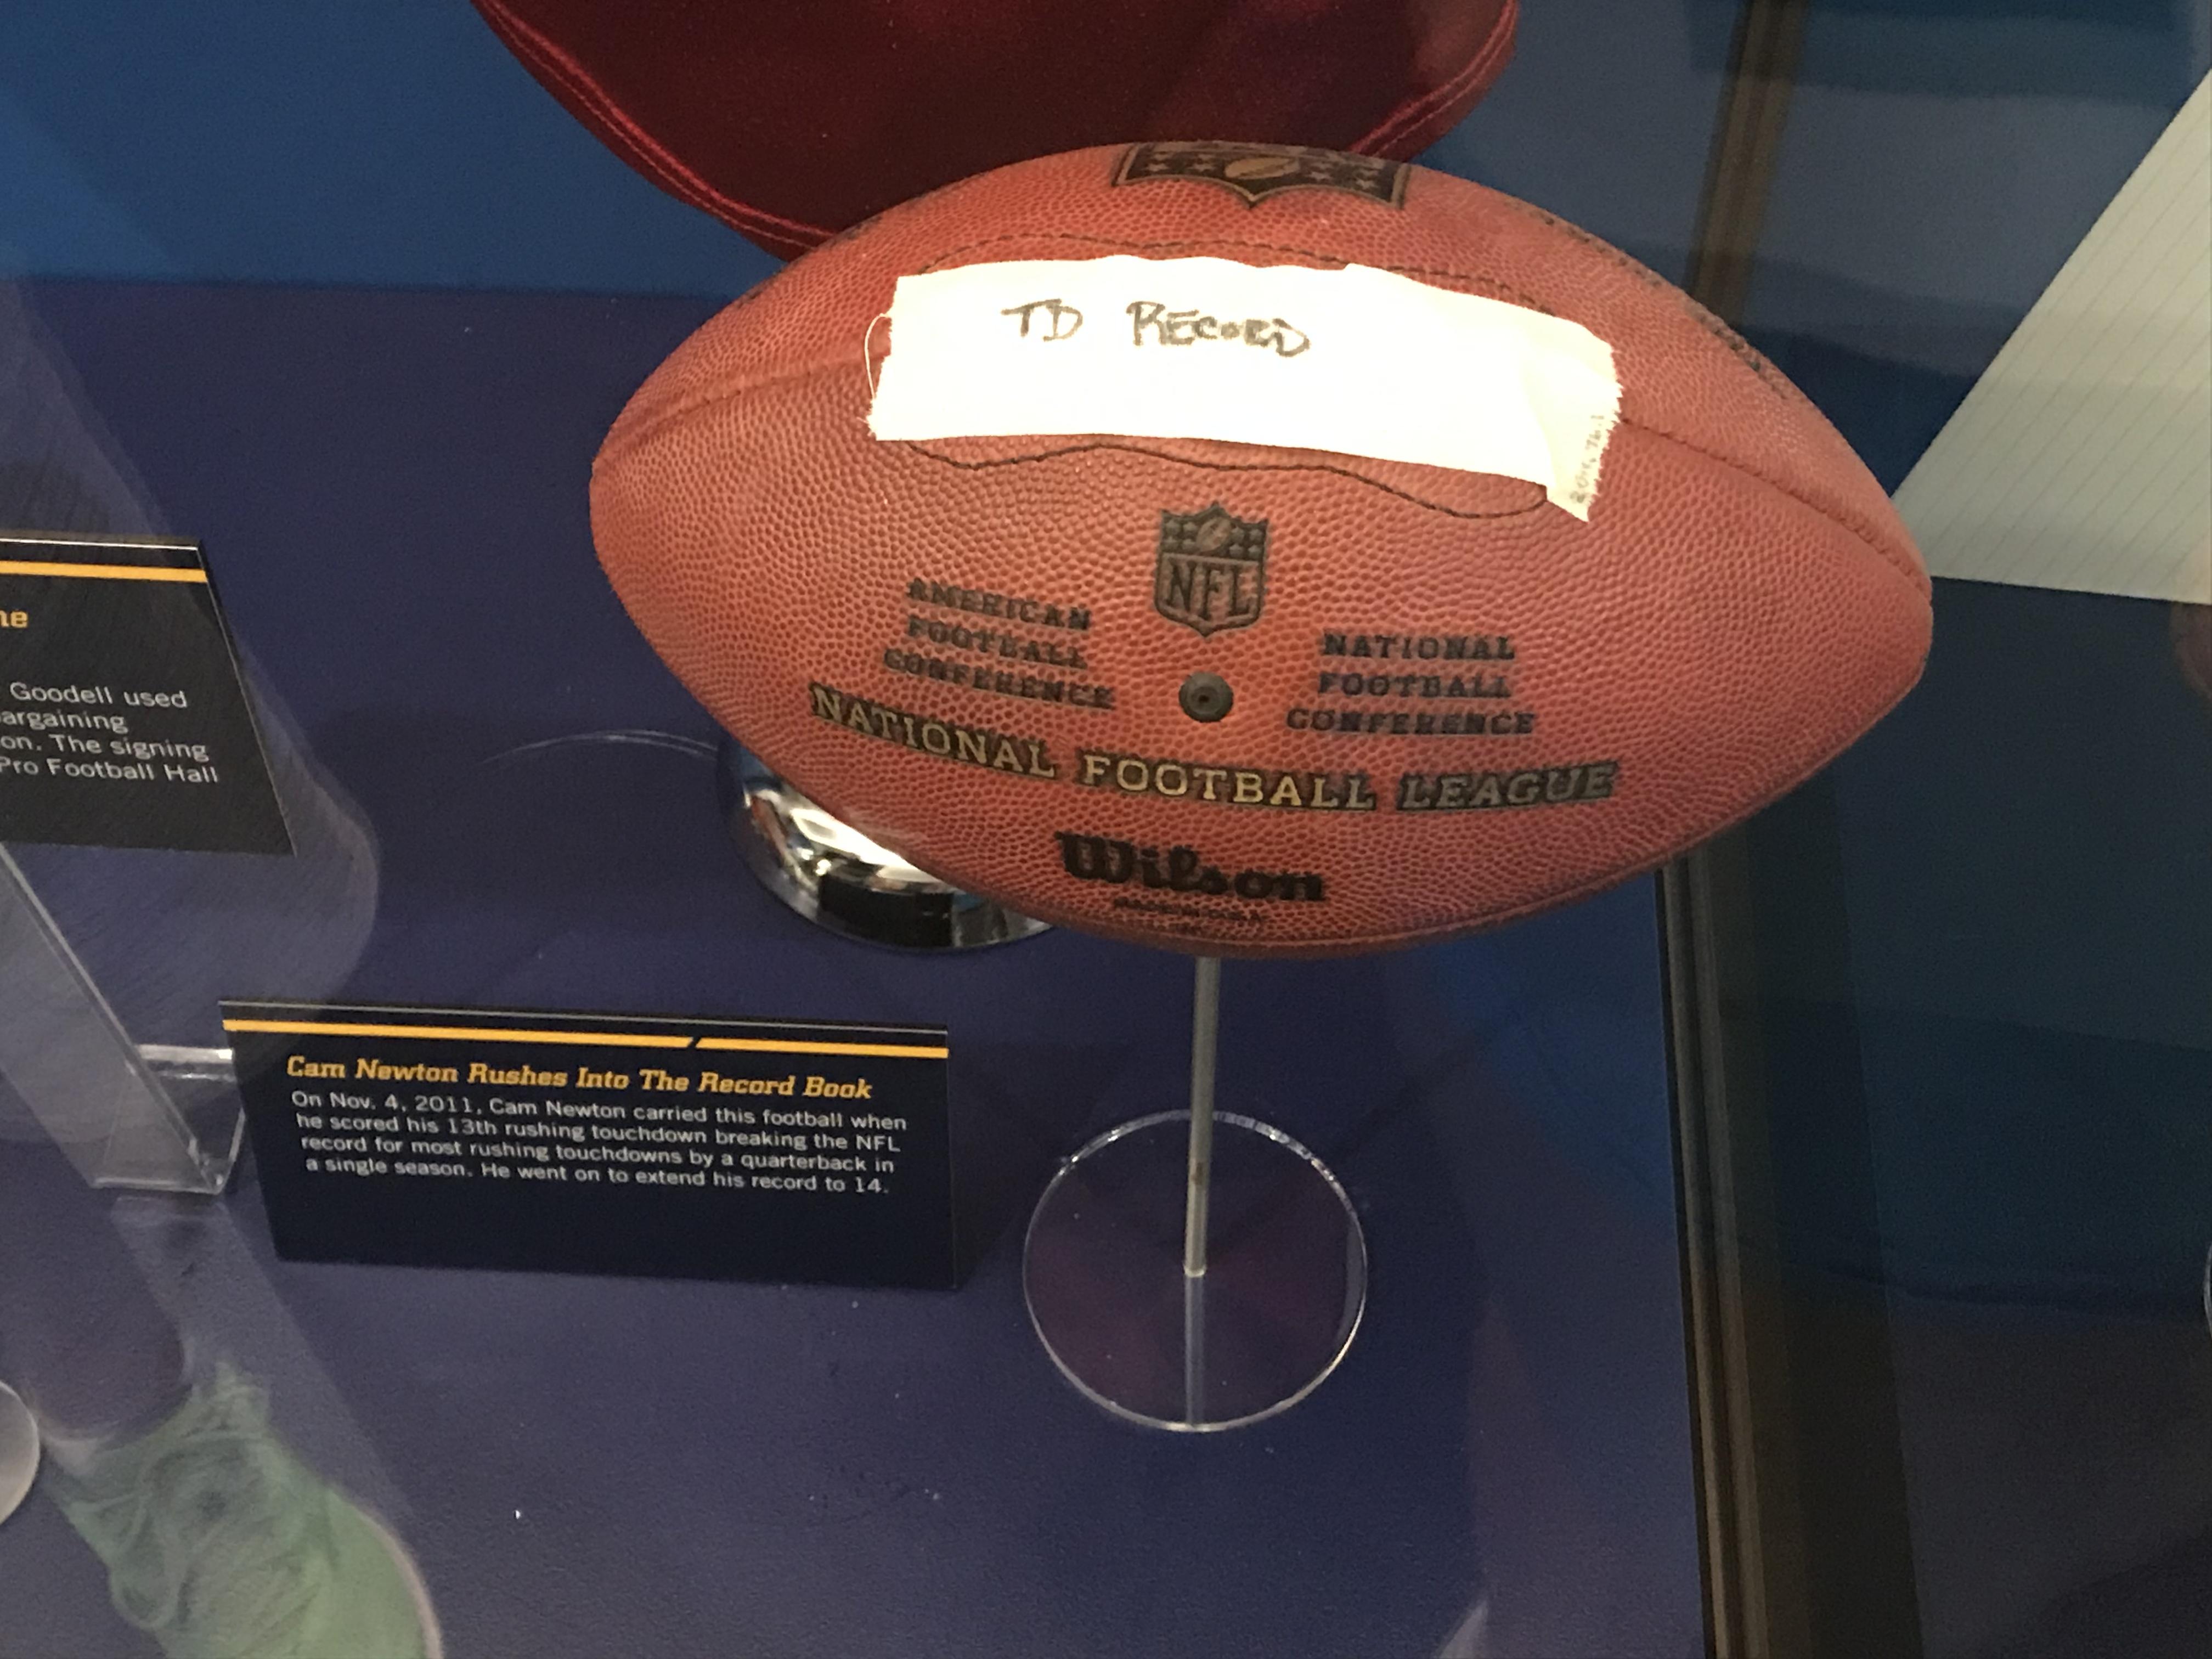 TD RECORD
NFL
AMERICAN
FOOTBALL
CONFERENCE
NATIONAL
FOOTBALL
CONFERENCE
NATIONAL FOOTBALL LEAGUE
Wilson
Goodell used
on. The signing
Pro Football Hall
Cam Newton Rushes Into The Record Book
On Nov. 4, 2011, Cam Newton carried this football when
he scored his 13th rushing touchdown breaking the NFL
record for most rushing touchdowns by a quarterback in
a single season. He went on to extend his record to 14.